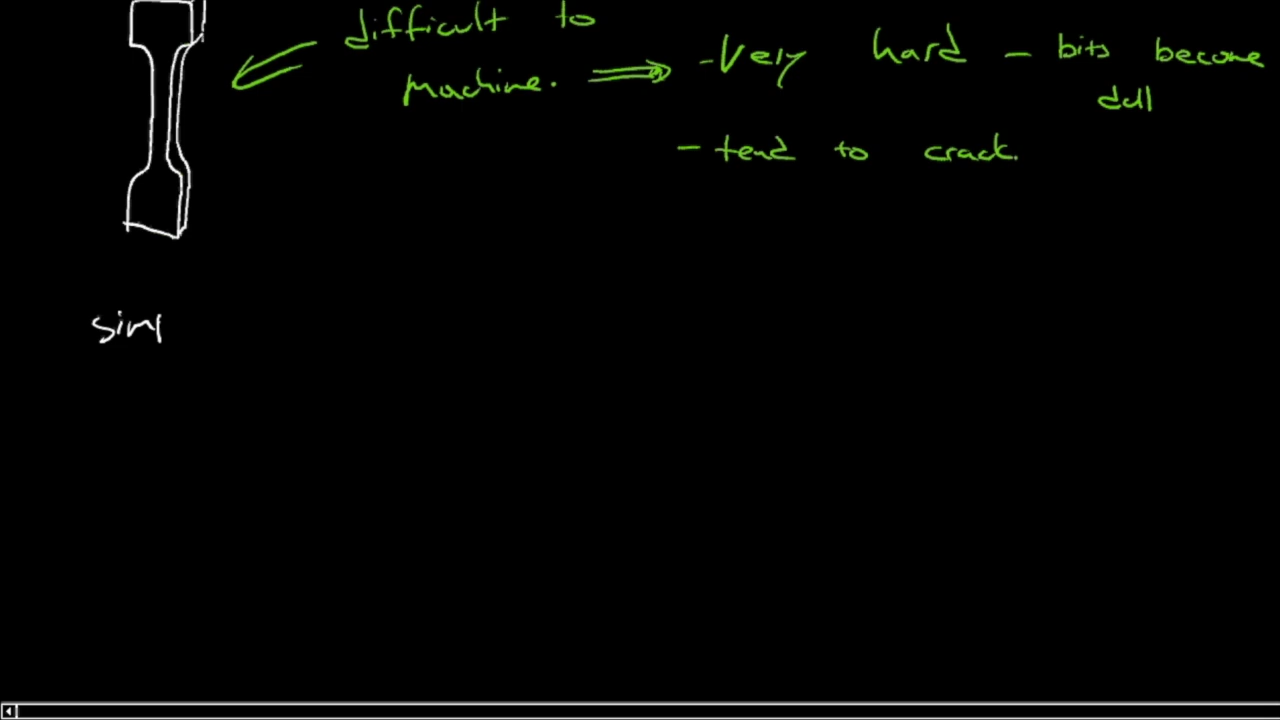 difficult to
machine. - Very hard - bits become
dull
- tend to crack.
sim